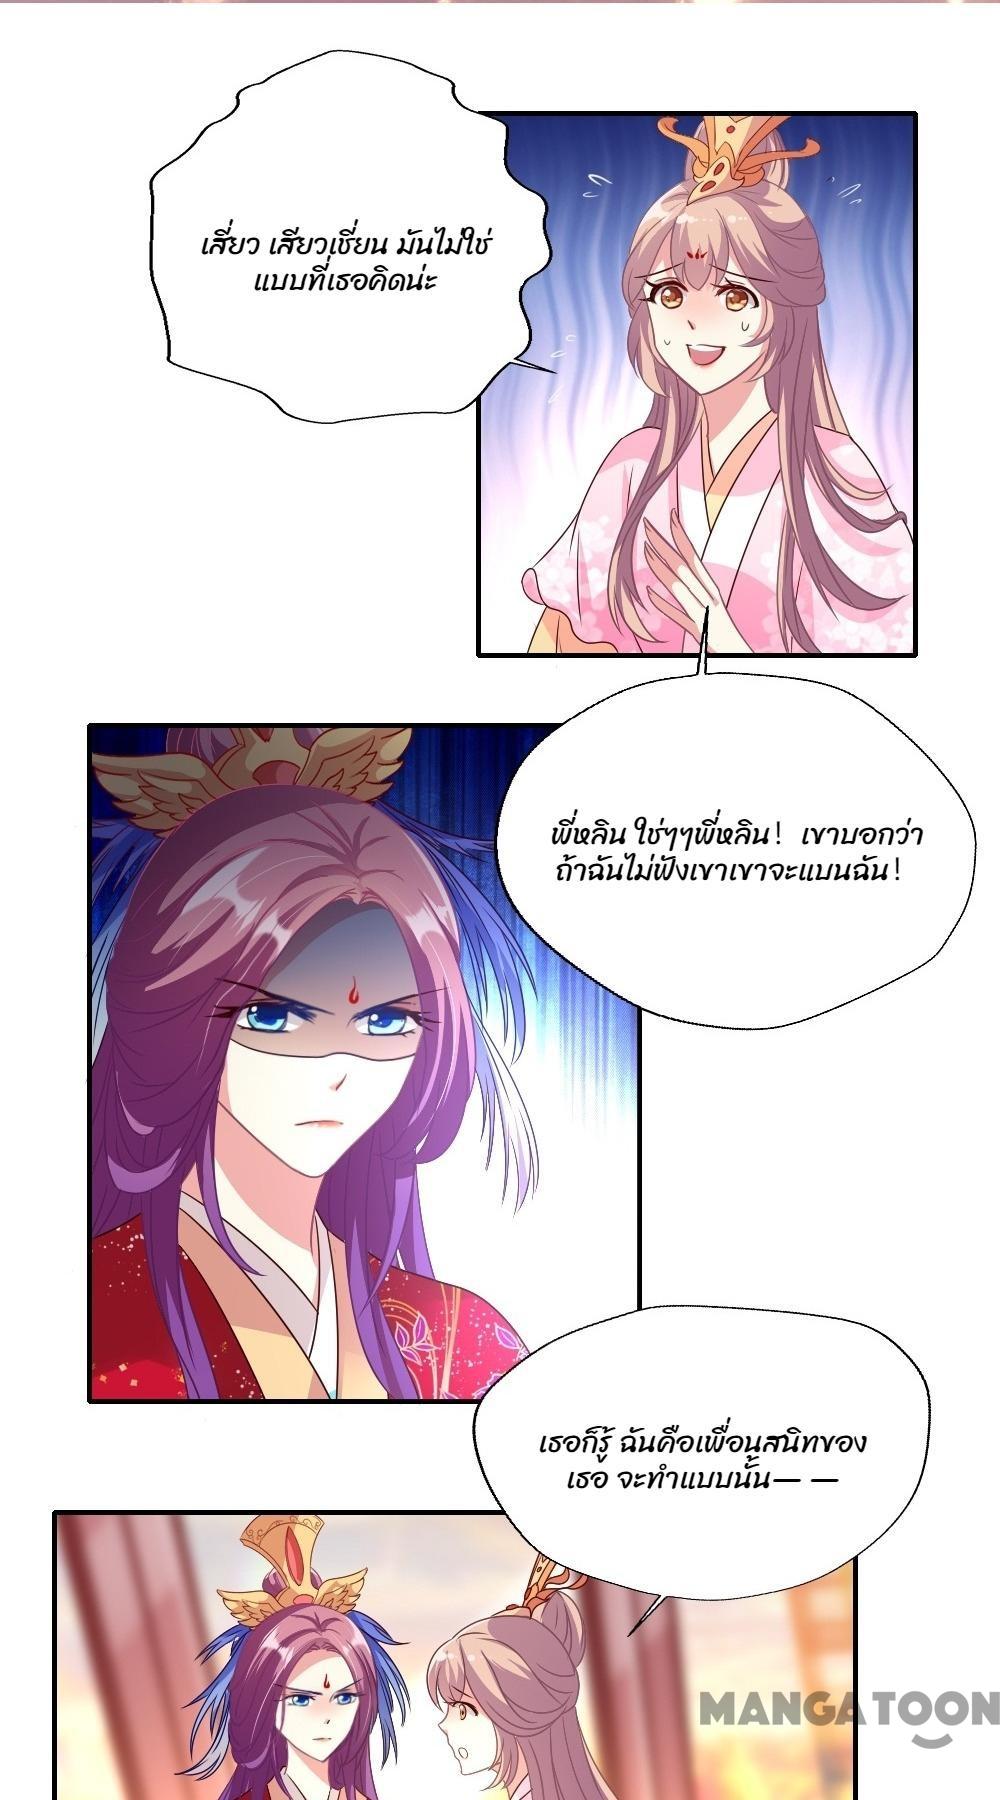 เสี่ยว เสียวเชี่ยน มันไม่ใช่
แบบที่เธอคิดน่ะ
พี่หลิน ใช่ๆๆพี่หลิน! เขาบอกว่า
ถ้าฉันไม่ฟังเขาเขาจะแบนฉัน!
เธอก็รู้ ฉันคือเพื่อนสนิทของ
เธอ จะทำแบบนั้น— —
MANGATOON